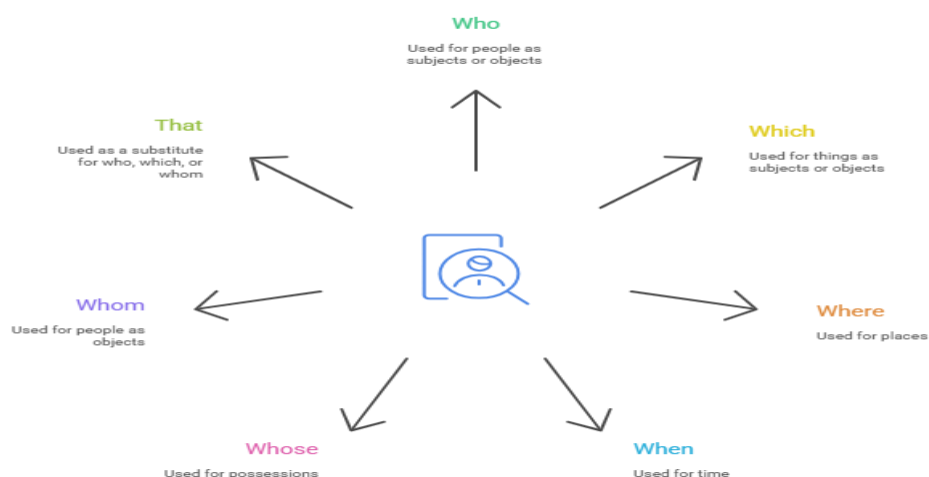 Who
Used for people as
subjects or objects
That
Used as a substitute
for who, which, or
whom
Which
Used for things as
subjects or objects
Whom
Used for people as
objects
Where
Used for places
Whose
Used for possessions
When
Used for time